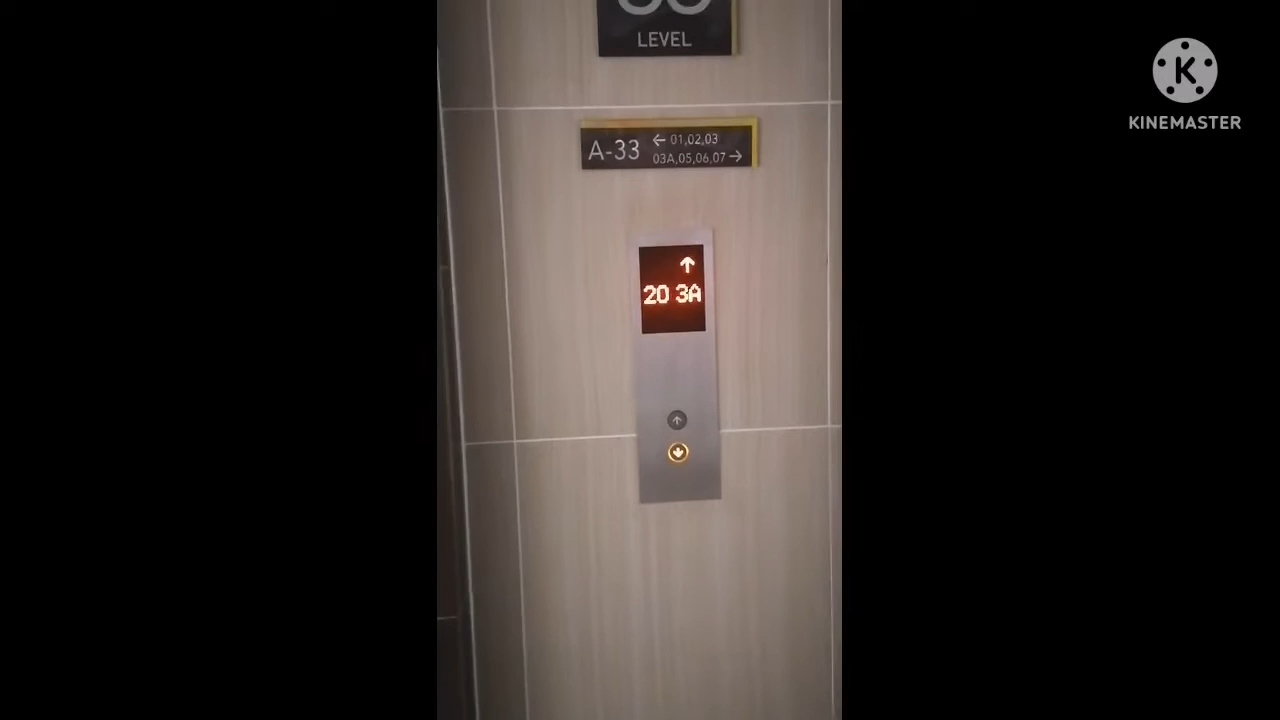 LEVEL
A-33
← 01,02,03
03A,05,06,07 →
↑
20 3A
K
KINEMASTER